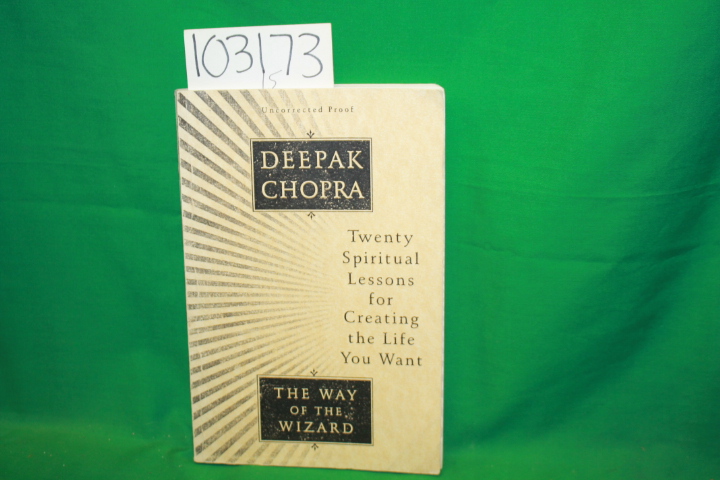 103173
5
Uncorrected Proof
DEEPAK
CHOPRA
Twenty
Spiritual
Lessons
for
Creating
the Life
You Want
THE WAY
OF THE
WIZARD